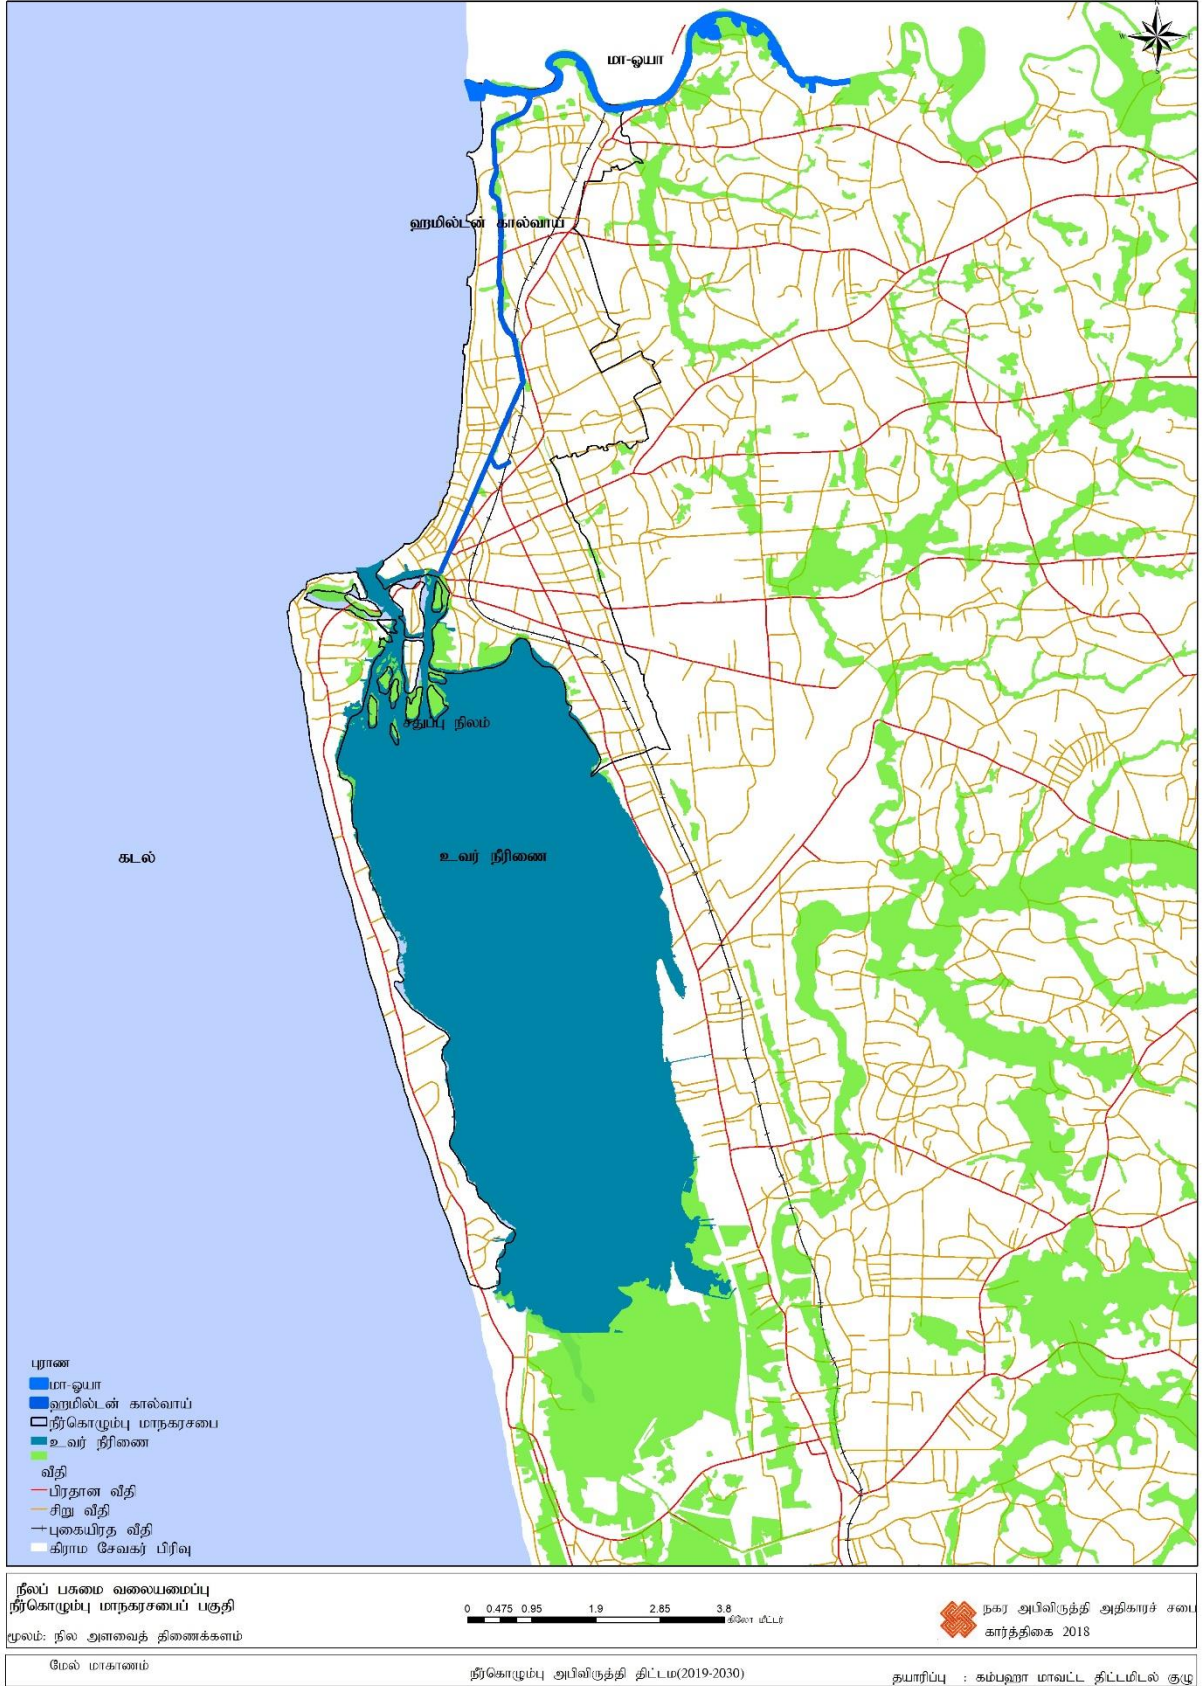 N
W
E
S
மா-ஓயா
ஹமில்டன் கால்வாய்
சதுப்பு நிலம்
கடல்
உவர் நீரிணை
புராண
மா-ஓயா
ஹமில்டன் கால்வாய்
நீர்கொழும்பு மாநகரசபை
உவர் நீரிணை
வீதி
பிரதான வீதி
சிறு வீதி
புகையிரத வீதி
கிராம சேவகர் பிரிவு
நீலப் பசுமை வலையமைப்பு
நீர்கொழும்பு மாநகரசபைப் பகுதி
மூலம்: நில அளவைத் திணைக்களம்
0 0.475 0.95 1.9 2.85 3.8
கிலோ மீட்டர்
நகர அபிவிருத்தி அதிகாரச் சபை
கார்த்திகை 2018
மேல் மாகாணம்
நீர்கொழும்பு அபிவிருத்தி திட்டம(2019-2030)
தயாரிப்பு : கம்பஹா மாவட்ட திட்டமிடல் குழு